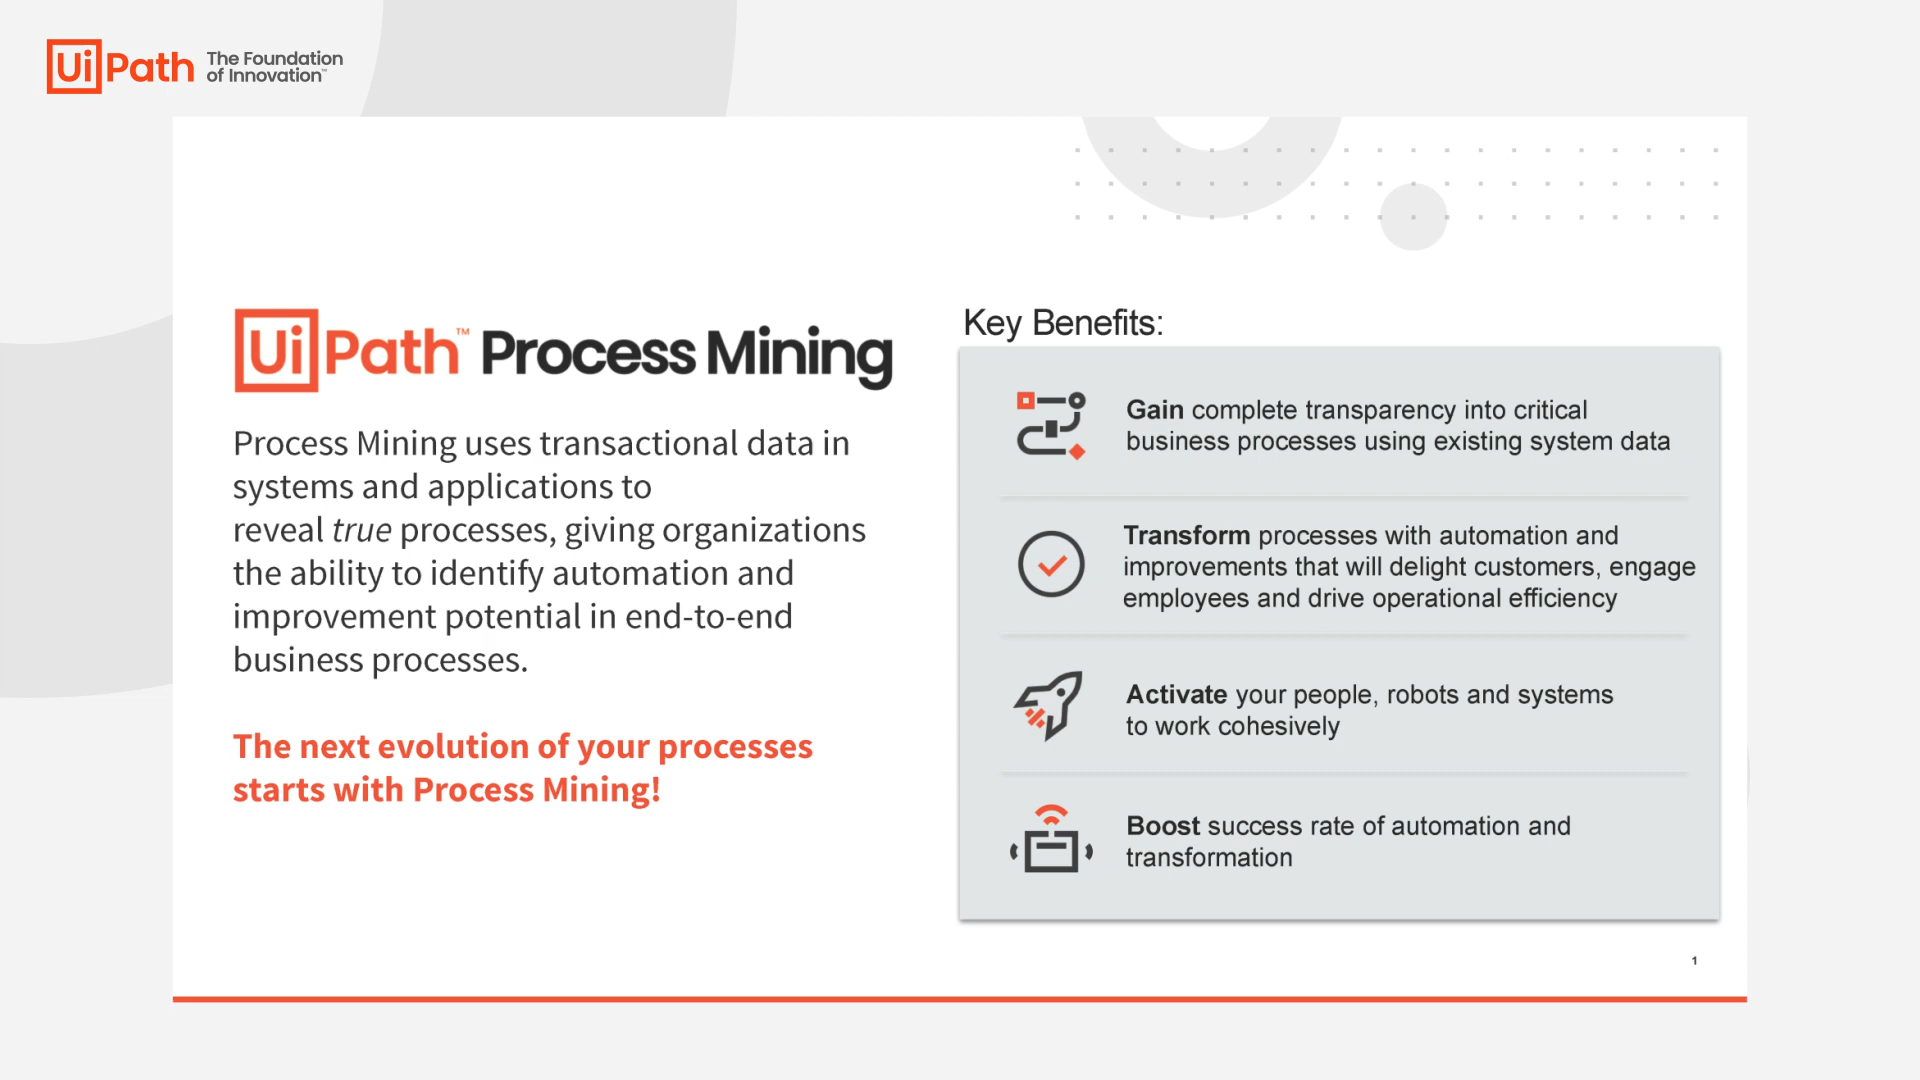 UiPath The Foundation
of Innovation™
UiPath™ Process Mining
Process Mining uses transactional data in
systems and applications to
reveal true processes, giving organizations
the ability to identify automation and
improvement potential in end-to-end
business processes.
The next evolution of your processes
starts with Process Mining!
Key Benefits:
Gain complete transparency into critical
business processes using existing system data
Transform processes with automation and
improvements that will delight customers, engage
employees and drive operational efficiency
Activate your people, robots and systems
to work cohesively
Boost success rate of automation and
transformation
1